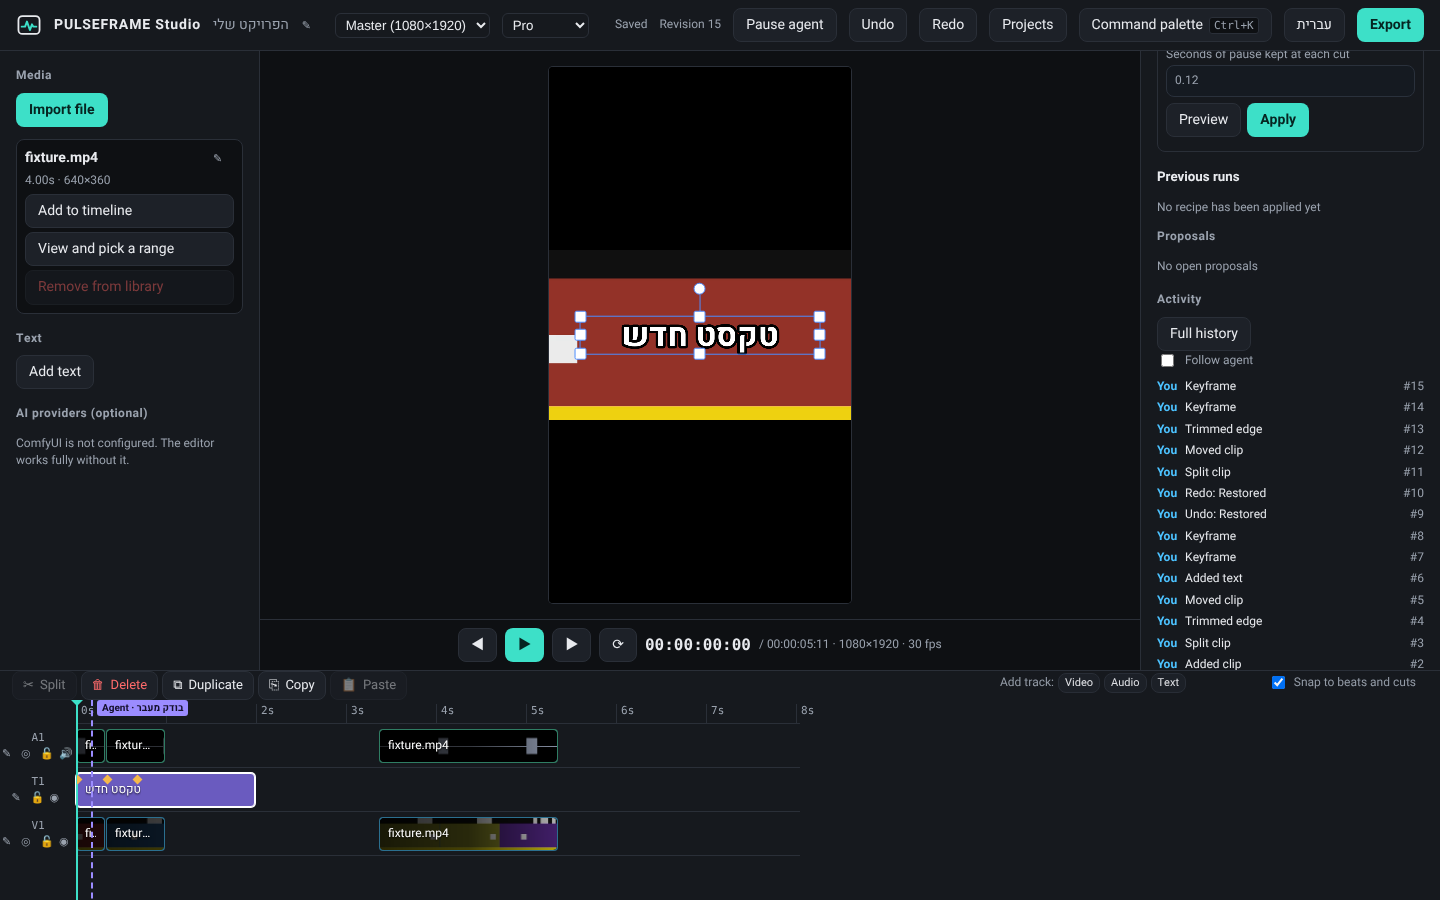 PULSEFRAME Studio
הפרויקט שלי
Master (1080×1920)
Pro
Saved
Revision 15
Pause agent
Undo
Redo
Projects
Command palette Ctrl+K
עברית
Export
Media
Import file
fixture.mp4
4.00s · 640×360
Add to timeline
View and pick a range
Remove from library
Text
Add text
AI providers (optional)
ComfyUI is not configured. The editor
works fully without it.
טקסט חדש
00:00:00:00 / 00:00:05:11 · 1080×1920 · 30 fps
Seconds of pause kept at each cut
0.12
Preview
Apply
Previous runs
No recipe has been applied yet
Proposals
No open proposals
Activity
Full history
Follow agent
You Keyframe #15
You Keyframe #14
You Trimmed edge #13
You Moved clip #12
You Split clip #11
You Redo: Restored #10
You Undo: Restored #9
You Keyframe #8
You Keyframe #7
You Added text #6
You Moved clip #5
You Trimmed edge #4
You Split clip #3
You Added clip #2
Split
Delete
Duplicate
Copy
Paste
Add track: Video Audio Text
Snap to beats and cuts
0s
Agent · בודק מעבר
2s 3s 4s 5s 6s 7s 8s
A1
fixtur...
fixture.mp4
T1
טקסט חדש
V1
fixtur...
fixture.mp4